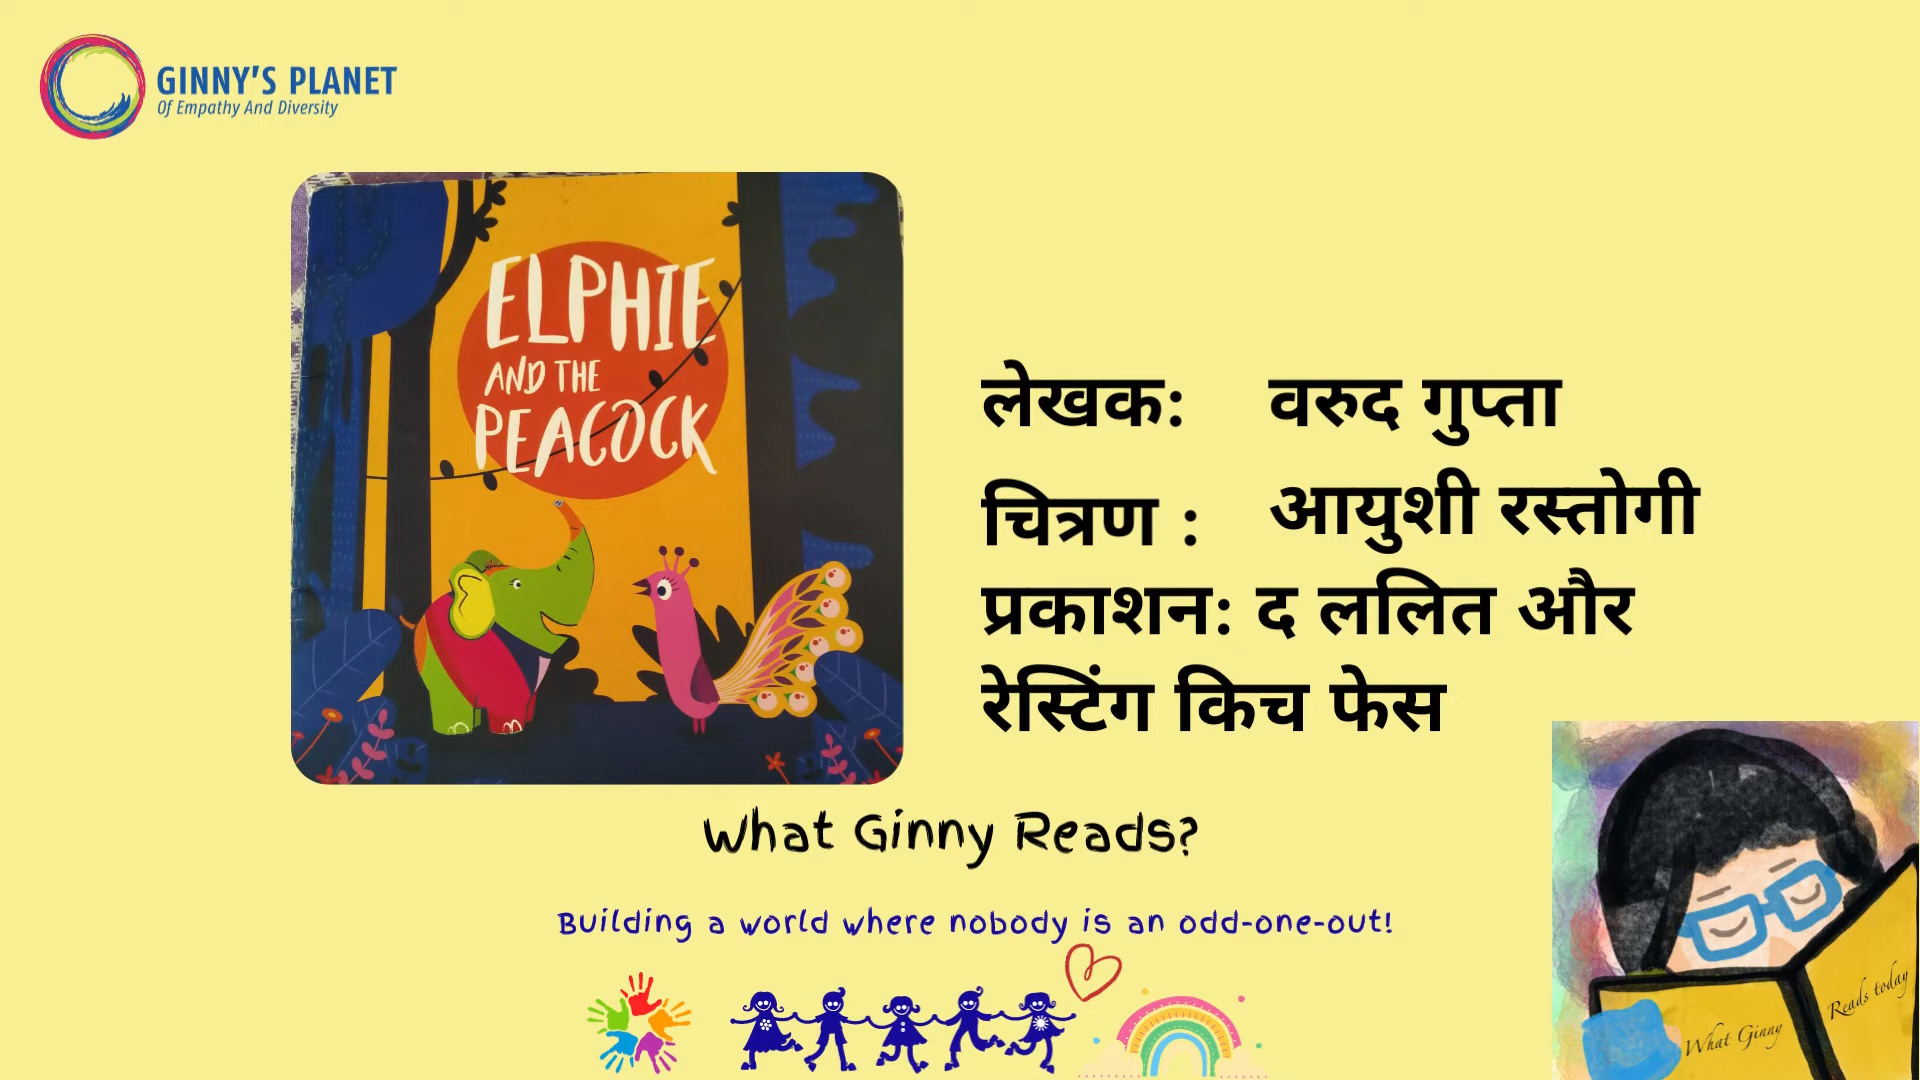 GINNY'S PLANET
Of Empathy And Diversity
ELPHIE
AND THE
PEACOCK
लेखक: वरुद गुप्ता
चित्रण : आयुशी रस्तोगी
प्रकाशन: द ललित और
रेस्टिंग किच फेस
What Ginny Reads?
Building a world where nobody is an odd-one-out!
What Ginny
Reads today